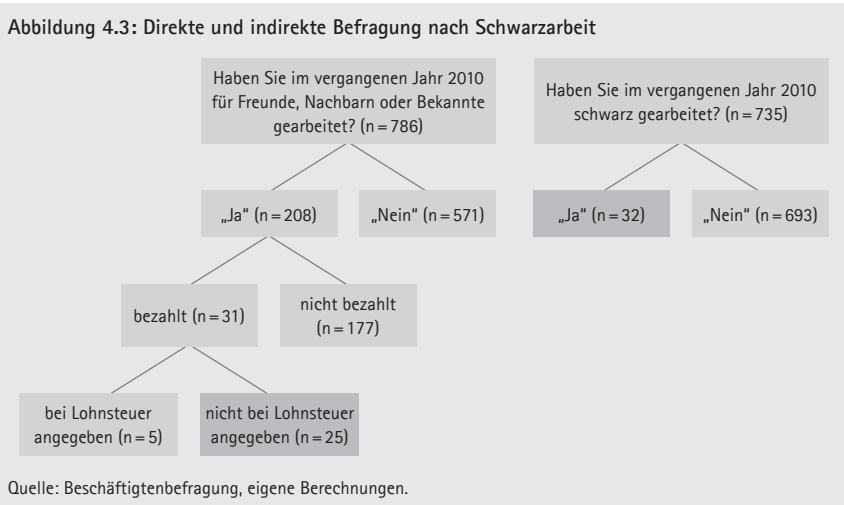 Abbildung 4.3: Direkte und indirekte Befragung nach Schwarzarbeit
Haben Sie im vergangenen Jahr 2010
für Freunde, Nachbarn oder Bekannte
gearbeitet? (n = 786)
Haben Sie im vergangenen Jahr 2010
schwarz gearbeitet? (n = 735)
„Ja“ (n = 208)
„Nein“ (n = 571)
„Ja“ (n = 32)
„Nein“ (n = 693)
bezahlt (n = 31)
nicht bezahlt
(n = 177)
bei Lohnsteuer
angegeben (n = 5)
nicht bei Lohnsteuer
angegeben (n = 25)
Quelle: Beschäftigtenbefragung, eigene Berechnungen.